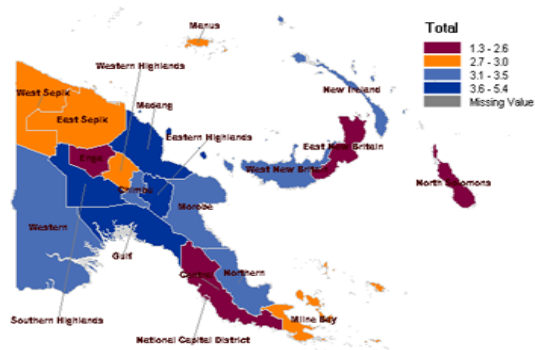 Manus
Total
1.3 - 2.6
2.7 - 3.0
3.1 - 3.5
3.6 - 5.4
Missing Value
Western Highlands
New Ireland
West Sepik
Madang
East Sepik
Eastern Highlands
East New Britain
Enga
West New Britain
North Solomons
Chimbu
Morobe
Western
Gulf
Central
Northern
Southern Highlands
Milne Bay
National Capital District